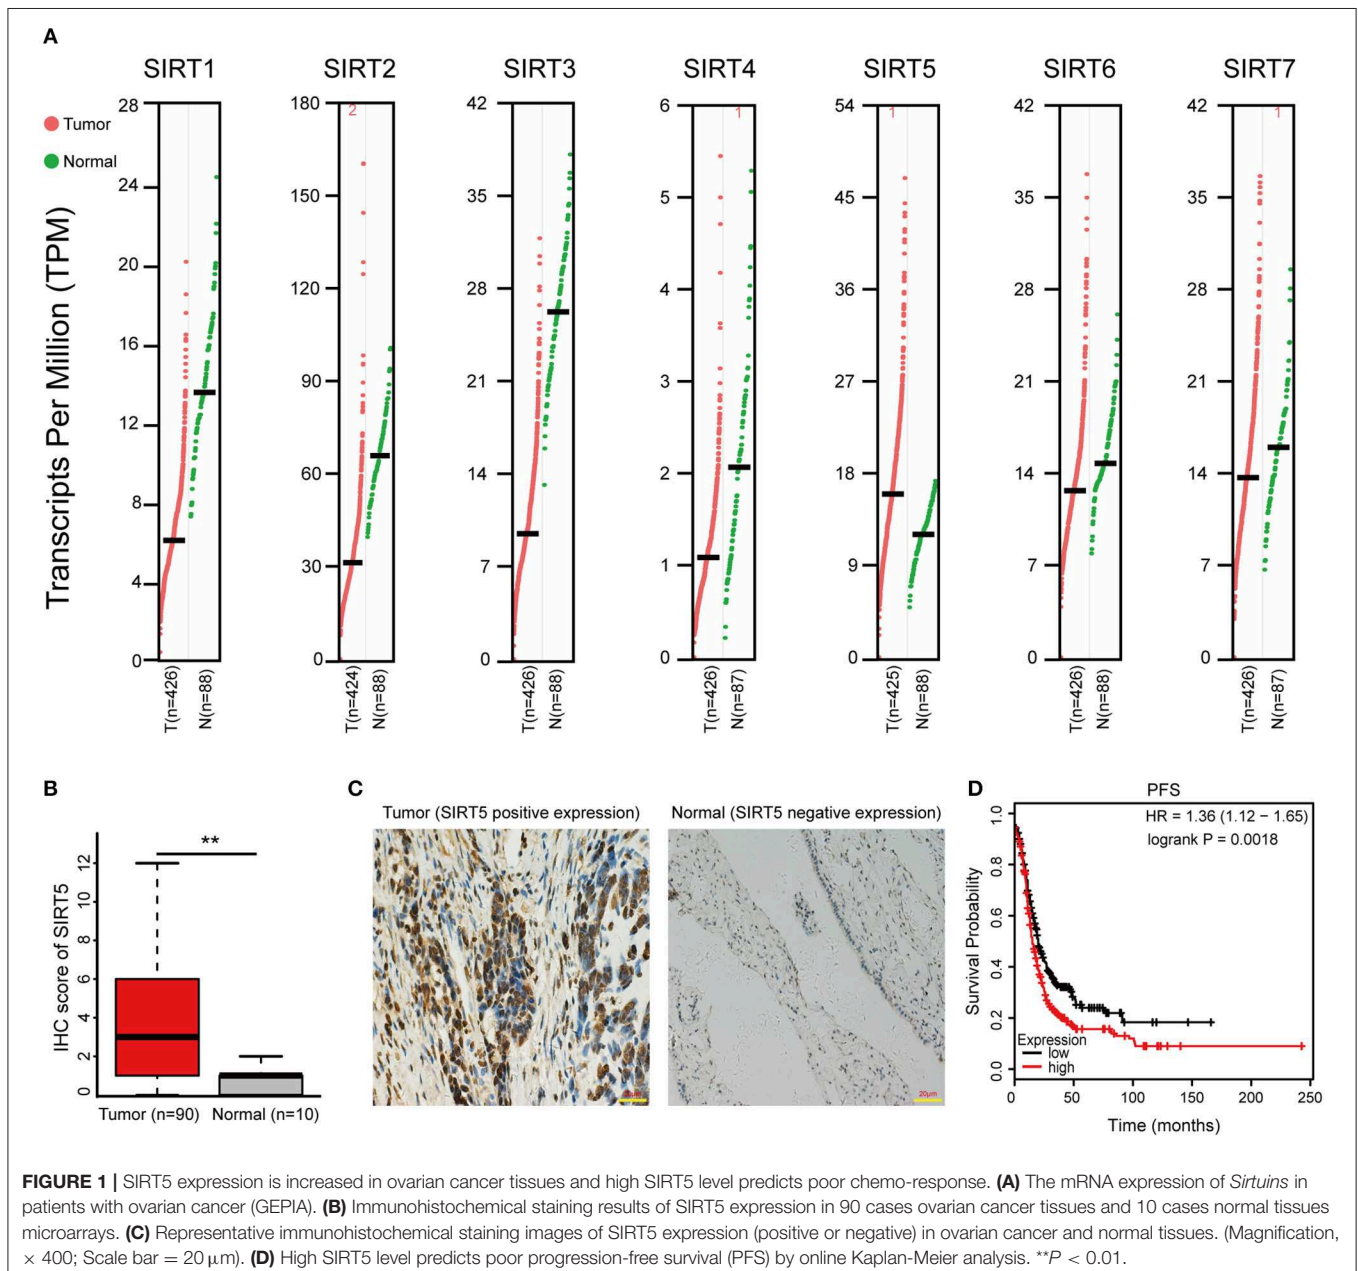 A
SIRT1 SIRT2 SIRT3 SIRT4 SIRT5 SIRT6 SIRT7
Tumor
Normal
Transcripts Per Million (TPM)
28 24 20 16 12 8 4 0
180 150 120 90 60 30 0
42 35 28 21 14 7 0
6 5 4 3 2 1 0
54 45 36 27 18 9 0
42 35 28 21 14 7 0
42 35 28 21 14 7 0
2 1 1 1
T(n=426) N(n=88) T(n=424) N(n=88) T(n=426) N(n=88) T(n=426) N(n=87) T(n=425) N(n=88) T(n=426) N(n=88) T(n=426) N(n=87)
B
IHC score of SIRT5
12 10 8 6 4 2 0
**
Tumor (n=90) Normal (n=10)
C
Tumor (SIRT5 positive expression) Normal (SIRT5 negative expression)
20µm
D
PFS
HR = 1.36 (1.12 − 1.65)
logrank P = 0.0018
Survival Probability
1.0 0.8 0.6 0.4 0.2 0.0
Expression
low
high
0 50 100 150 200 250
Time (months)
FIGURE 1 | SIRT5 expression is increased in ovarian cancer tissues and high SIRT5 level predicts poor chemo-response. (A) The mRNA expression of Sirtuins in
patients with ovarian cancer (GEPIA). (B) Immunohistochemical staining results of SIRT5 expression in 90 cases ovarian cancer tissues and 10 cases normal tissues
microarrays. (C) Representative immunohistochemical staining images of SIRT5 expression (positive or negative) in ovarian cancer and normal tissues. (Magnification,
× 400; Scale bar = 20 µm). (D) High SIRT5 level predicts poor progression-free survival (PFS) by online Kaplan-Meier analysis. **P < 0.01.